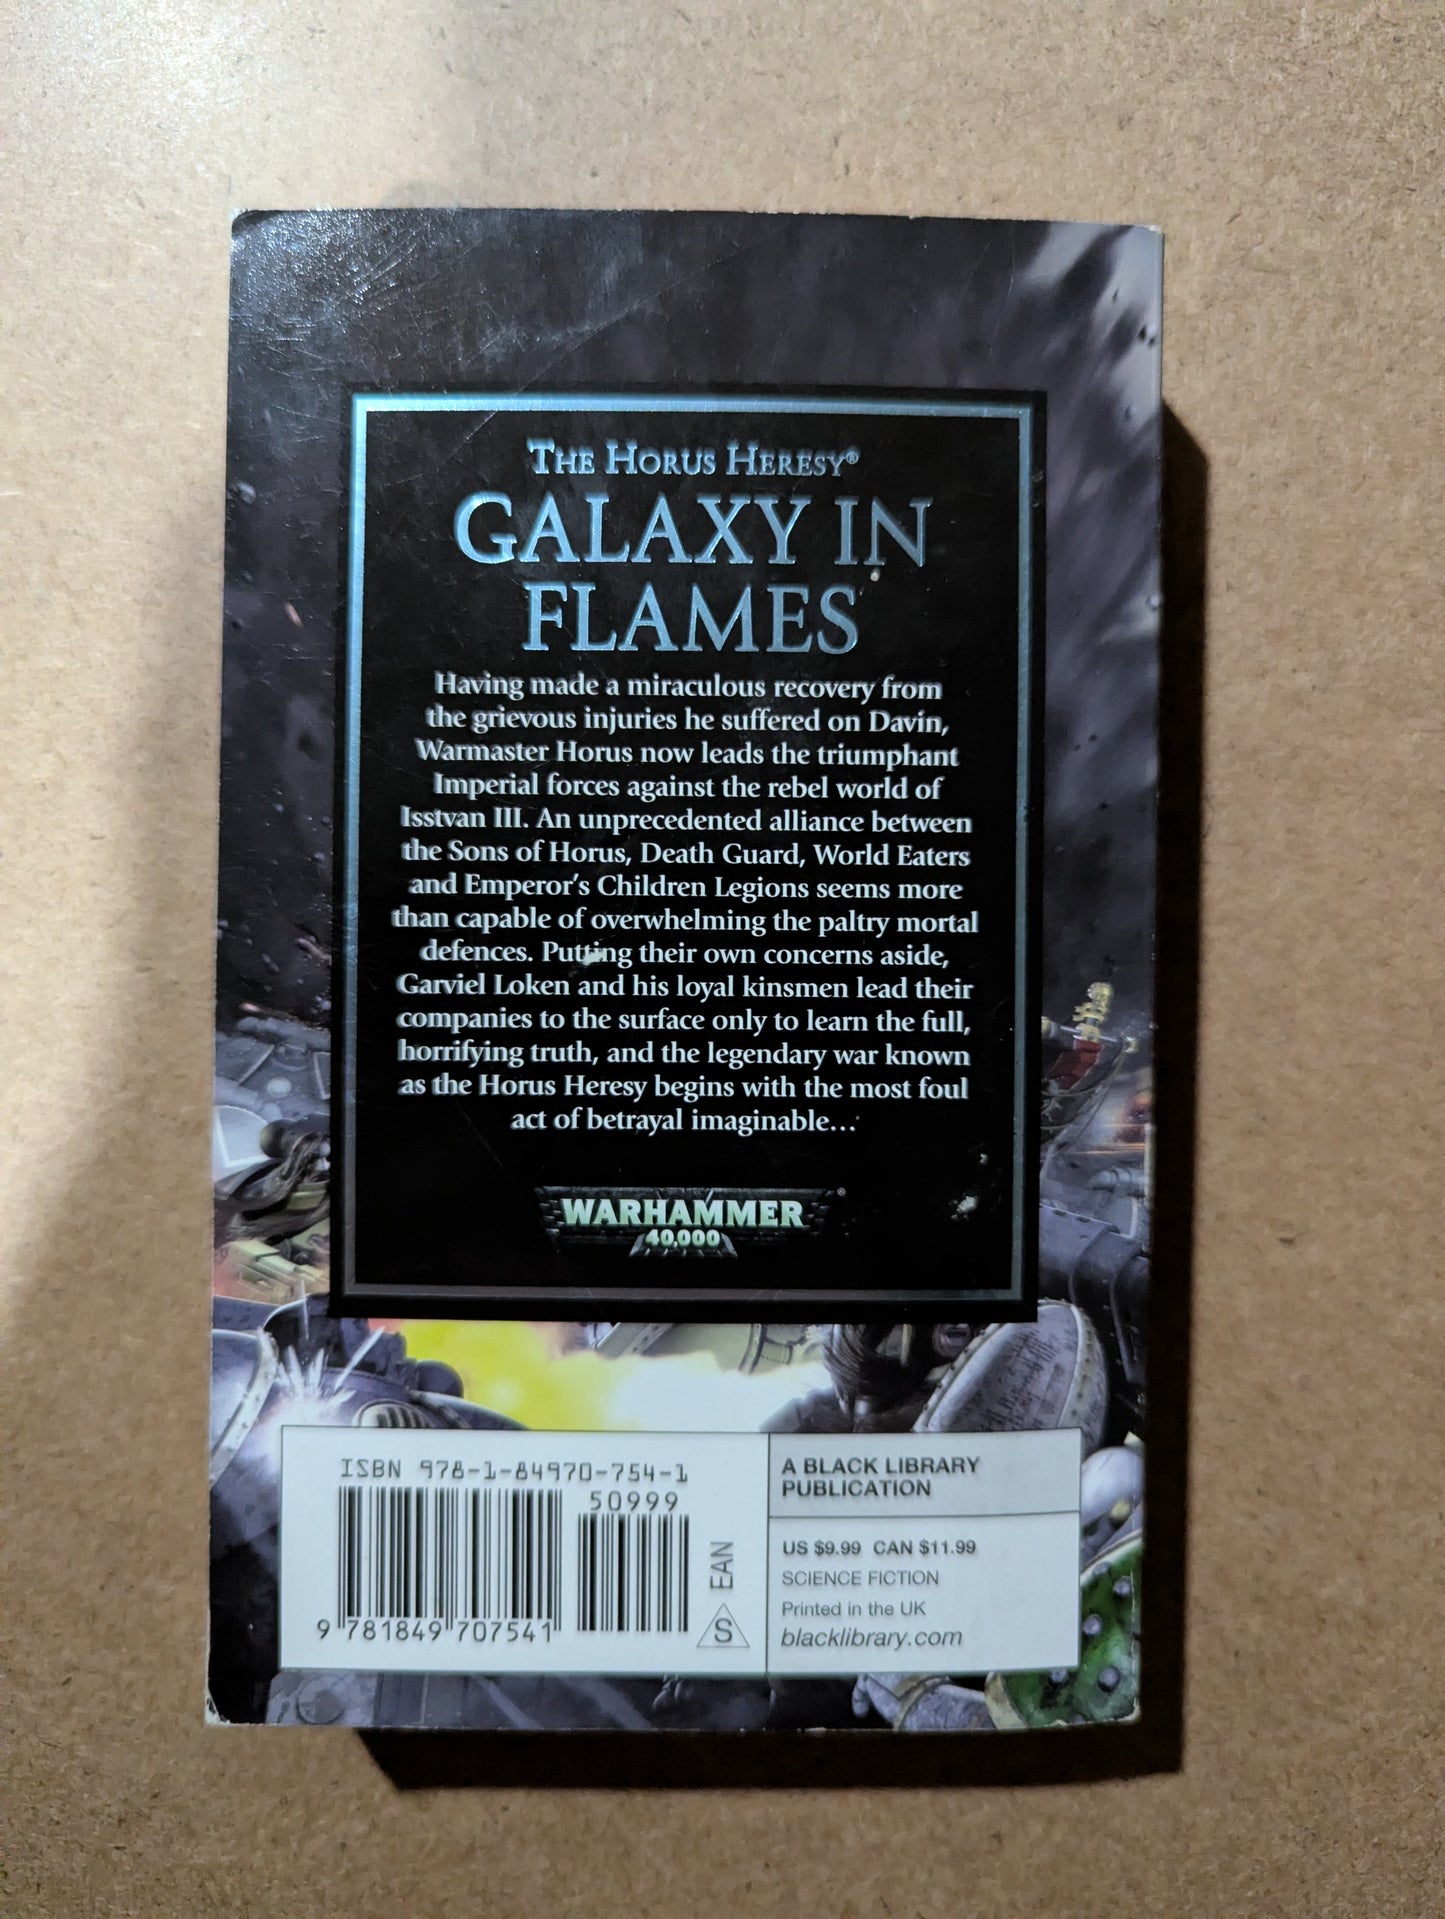 THE HORUS HERESY®
GALAXY IN
FLAMES
Having made a miraculous recovery from
the grievous injuries he suffered on Davin,
Warmaster Horus now leads the triumphant
Imperial forces against the rebel world of
Isstvan III. An unprecedented alliance between
the Sons of Horus, Death Guard, World Eaters
and Emperor's Children Legions seems more
than capable of overwhelming the paltry mortal
defences. Putting their own concerns aside,
Garviel Loken and his loyal kinsmen lead their
companies to the surface only to learn the full,
horrifying truth, and the legendary war known
as the Horus Heresy begins with the most foul
act of betrayal imaginable...
WARHAMMER®
40,000
ISBN 978-1-84970-754-1
50999
9 781849 707541
EAN
S
A BLACK LIBRARY
PUBLICATION
US $9.99 CAN $11.99
SCIENCE FICTION
Printed in the UK
blacklibrary.com